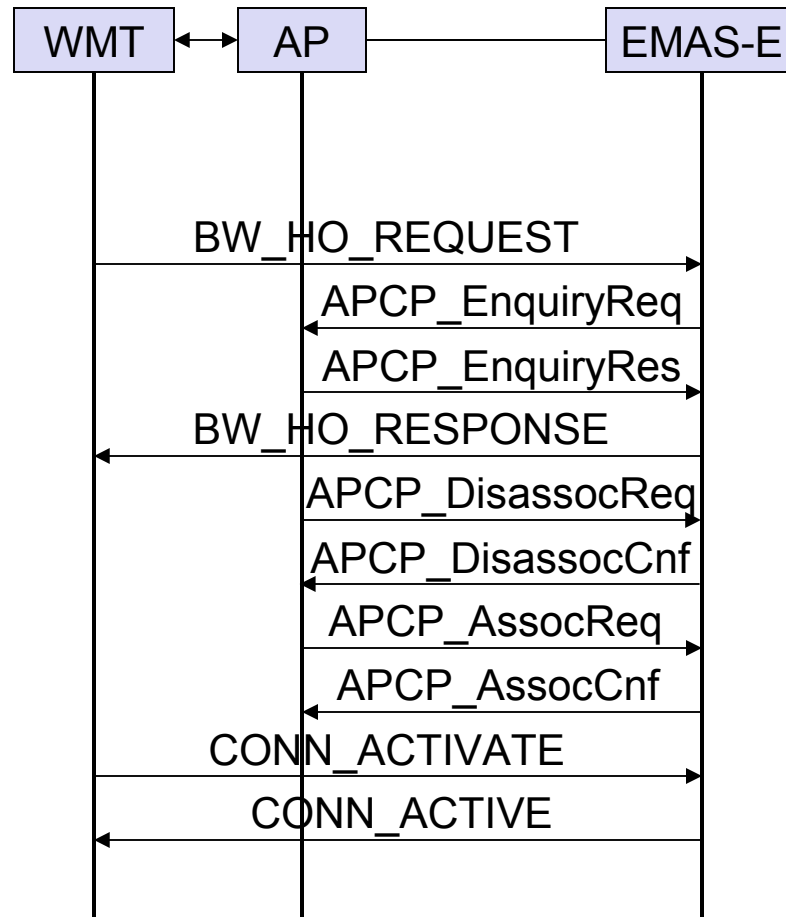 WMT AP EMAS-E
BW_HO_REQUEST
APCP_EnquiryReq
APCP_EnquiryRes
BW_HO_RESPONSE
APCP_DisassocReq
APCP_DisassocCnf
APCP_AssocReq
APCP_AssocCnf
CONN_ACTIVATE
CONN_ACTIVE